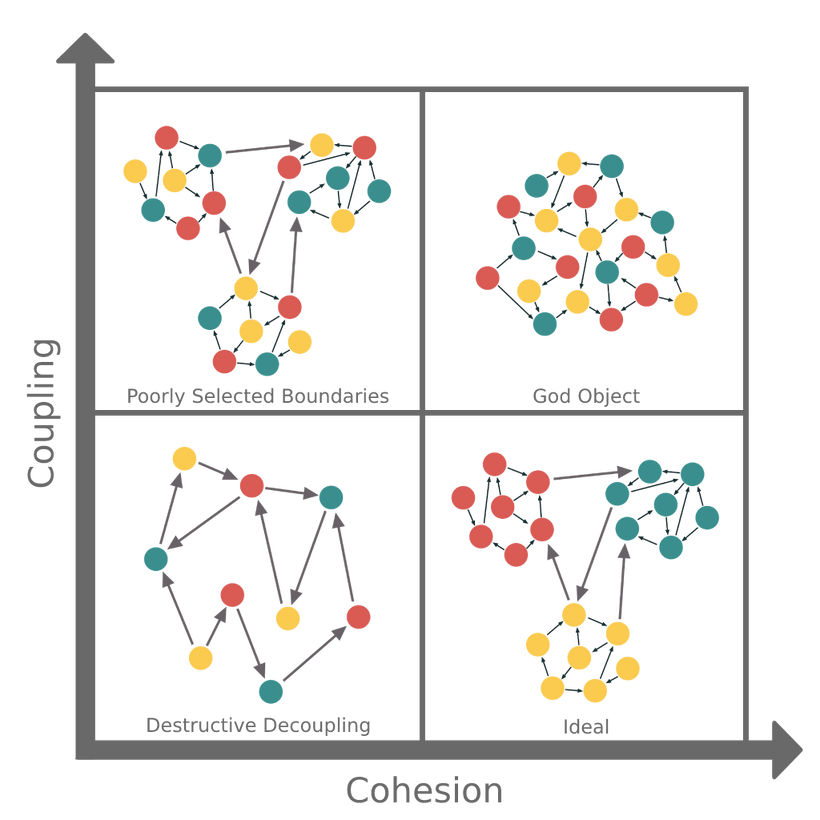 Coupling
Poorly Selected Boundaries
God Object
Destructive Decoupling
Ideal
Cohesion